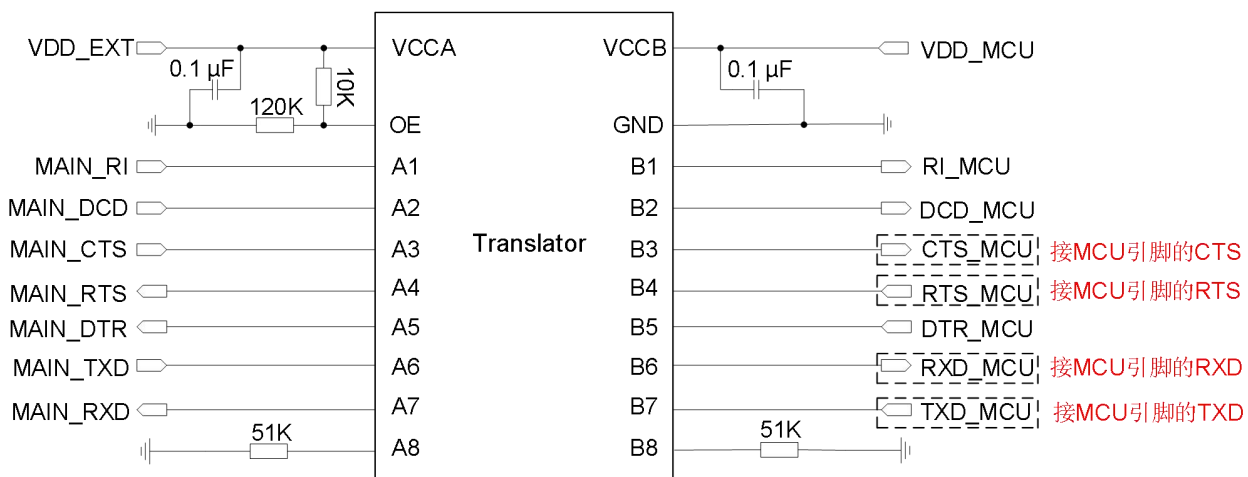 VDD_EXT VCCA VCCB VDD_MCU
0.1 μF 10K 0.1 μF
120K OE GND
MAIN_RI A1 B1 RI_MCU
MAIN_DCD A2 B2 DCD_MCU
MAIN_CTS A3 Translator B3 CTS_MCU 接MCU引脚的CTS
MAIN_RTS A4 B4 RTS_MCU 接MCU引脚的RTS
MAIN_DTR A5 B5 DTR_MCU
MAIN_TXD A6 B6 RXD_MCU 接MCU引脚的RXD
MAIN_RXD A7 B7 TXD_MCU 接MCU引脚的TXD
51K A8 B8 51K